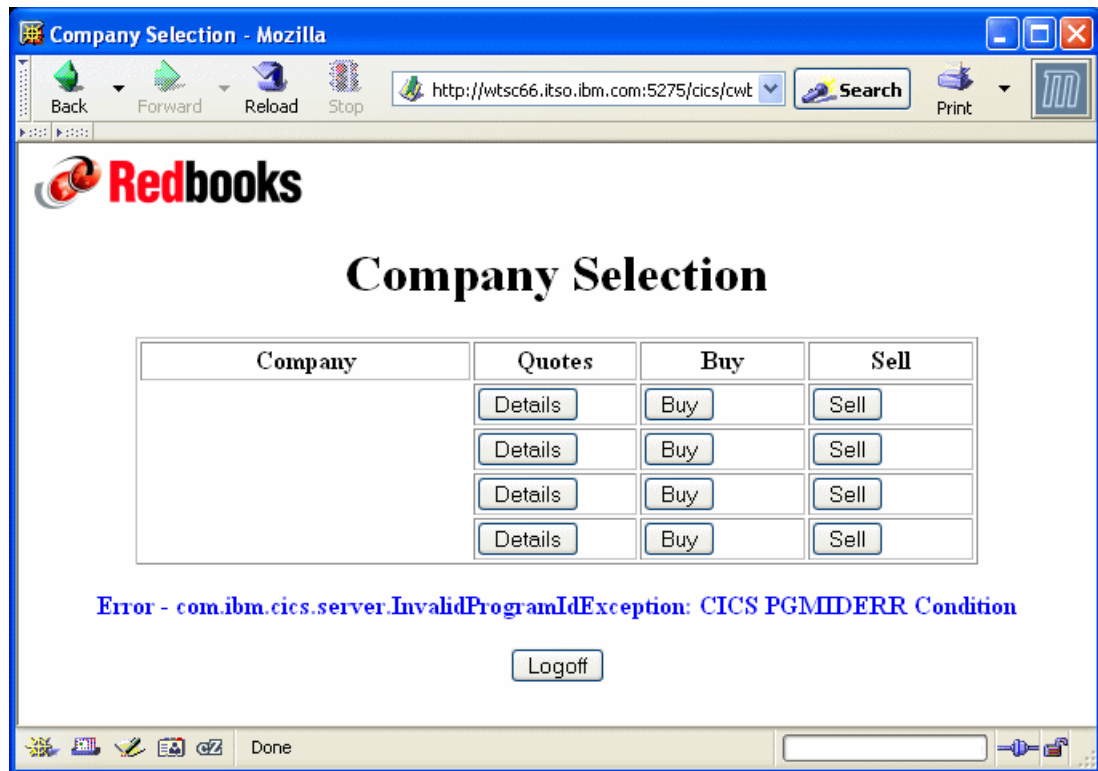 Company Selection - Mozilla
Back Forward Reload Stop http://wtsc66.itso.ibm.com:5275/cics/cwb Search Print
Redbooks
Company Selection
Company Quotes Buy Sell
Details Buy Sell
Details Buy Sell
Details Buy Sell
Details Buy Sell
Error - com.ibm.cics.server.InvalidProgramIdException: CICS PGMIDERR Condition
Logoff
Done